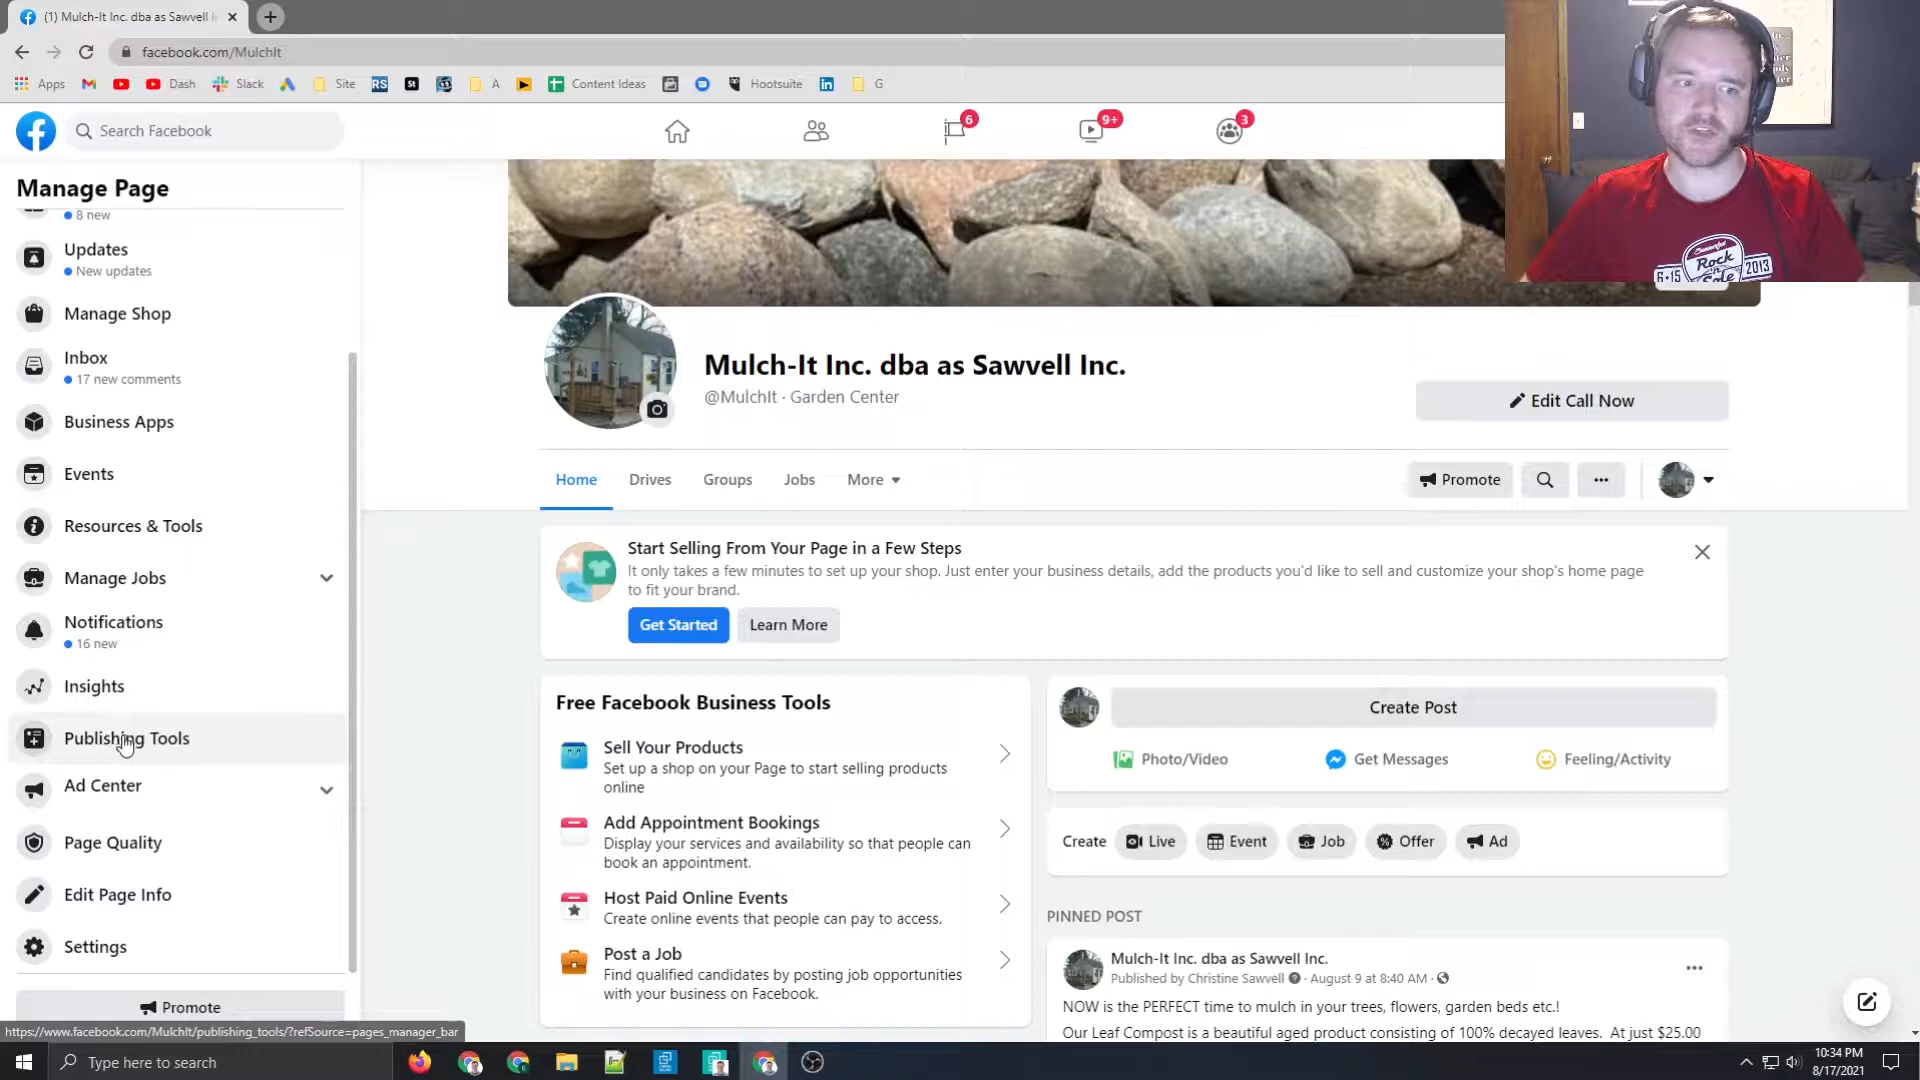 (1) Mulch-It Inc. dba as Sawvell I
facebook.com/MulchIt
Apps
Dash
Slack
Site
RS
St
A
Content Ideas
Hootsuite
G
Search Facebook
6
9+
3
Manage Page
8 new
Updates
New updates
Manage Shop
Inbox
17 new comments
Business Apps
Events
Resources & Tools
Manage Jobs
Notifications
16 new
Insights
Publishing Tools
Ad Center
Page Quality
Edit Page Info
Settings
Promote
Mulch-It Inc. dba as Sawvell Inc.
@MulchIt · Garden Center
Edit Call Now
Home
Drives
Groups
Jobs
More
Promote
Start Selling From Your Page in a Few Steps
It only takes a few minutes to set up your shop. Just enter your business details, add the products you'd like to sell and customize your shop's home page
to fit your brand.
Get Started
Learn More
Free Facebook Business Tools
Sell Your Products
Set up a shop on your Page to start selling products
online
Add Appointment Bookings
Display your services and availability so that people can
book an appointment.
Host Paid Online Events
Create online events that people can pay to access.
Post a Job
Find qualified candidates by posting job opportunities
with your business on Facebook.
Create Post
Photo/Video
Get Messages
Feeling/Activity
Create
Live
Event
Job
Offer
Ad
PINNED POST
Mulch-It Inc. dba as Sawvell Inc.
Published by Christine Sawvell · August 9 at 8:40 AM ·
NOW is the PERFECT time to mulch in your trees, flowers, garden beds etc.!
Our Leaf Compost is a beautiful aged product consisting of 100% decayed leaves. At just $25.00
https://www.facebook.com/MulchIt/publishing_tools/?refSource=pages_manager_bar
Type here to search
10:34 PM
8/17/2021
Rock
n
Sole
6·15
2013